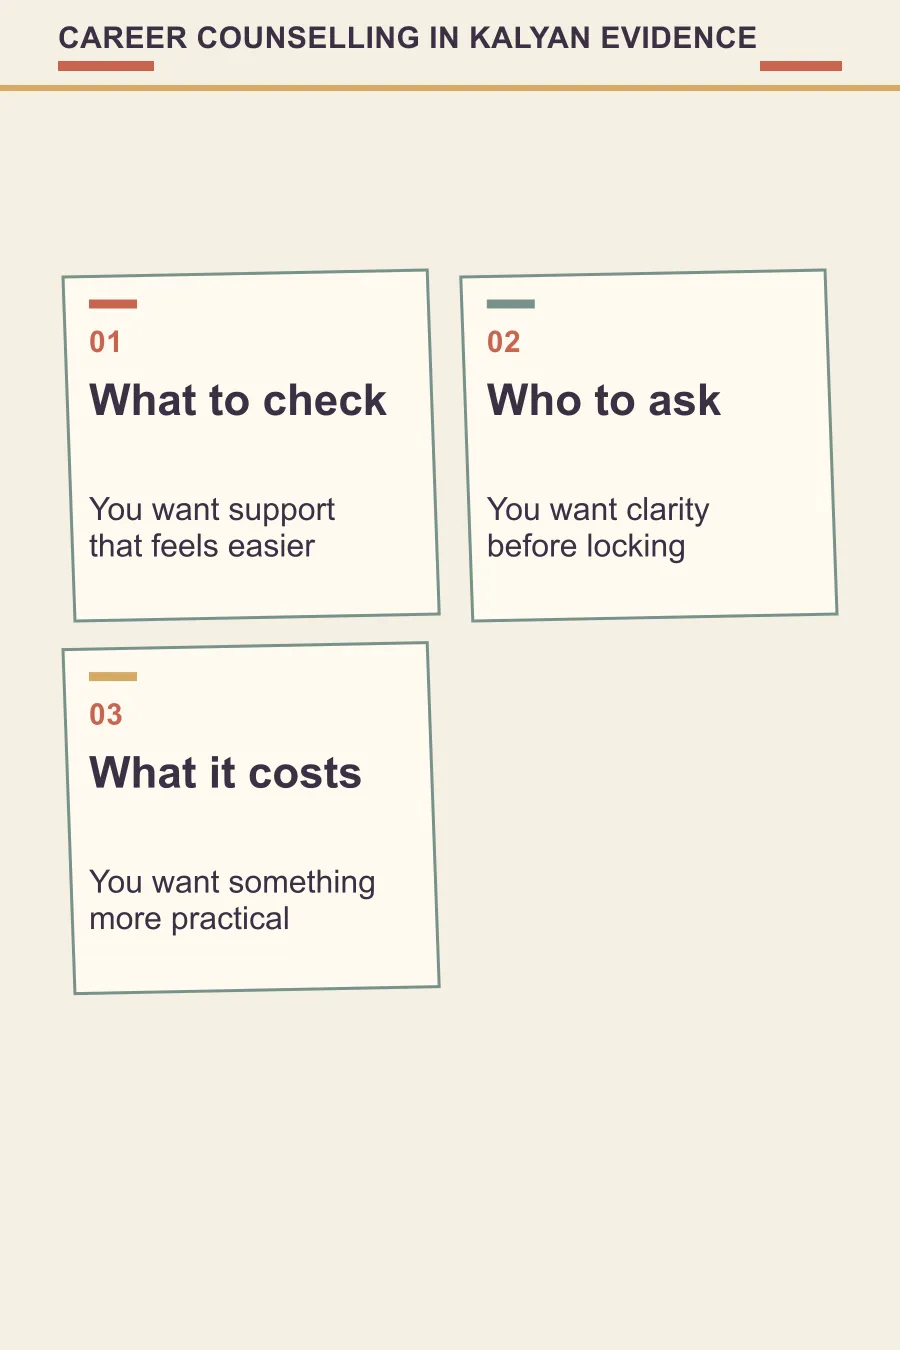 CAREER COUNSELLING IN KALYAN EVIDENCE
01
What to check
You want support
that feels easier
02
Who to ask
You want clarity
before locking
03
What it costs
You want something
more practical